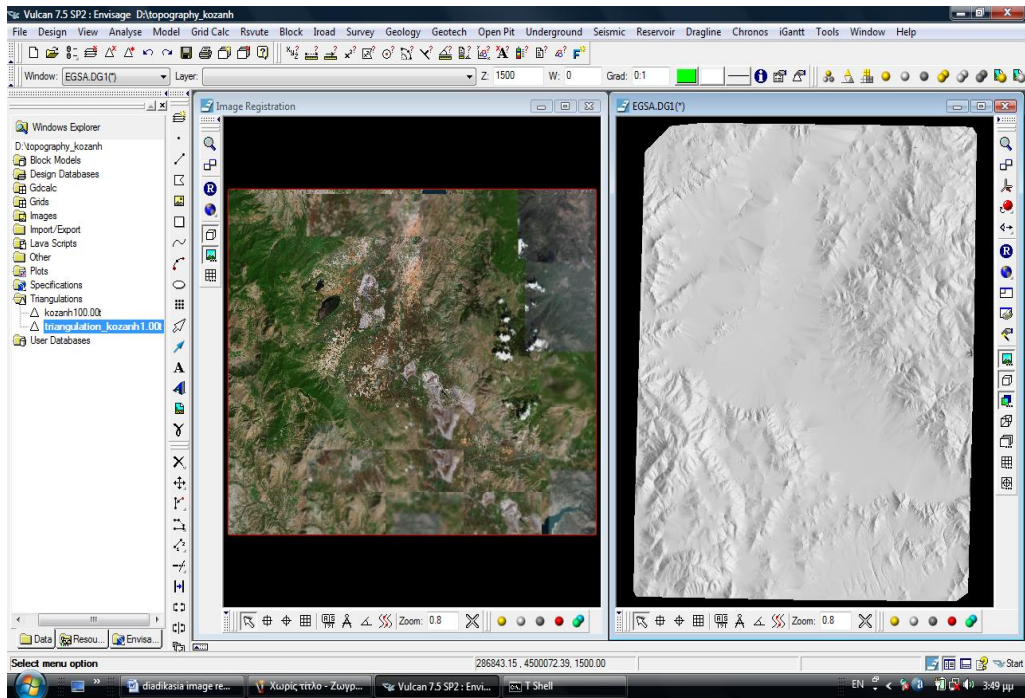 Vulcan 7.5 SP2 : Envisage D:\topography_kozanh
File Design View Analyse Model Grid Calc Rsvute Block Iroad Survey Geology Geotech Open Pit Underground Seismic Reservoir Dragline Chronos iGantt Tools Window Help
Window: EGSA.DG1(*) Layer: Z: 1500 W: 0 Grad: 0:1
Windows Explorer
D:\topography_kozanh
Block Models
Design Databases
Gdcalc
Grids
Images
Import/Export
Lava Scripts
Other
Plots
Specifications
Triangulations
kozanh100.00t
triangulation_kozanh1.00t
User Databases
Data Resou... Envisa...
Image Registration
Zoom: 0.8
EGSA.DG1(*)
Zoom: 0.8
Select menu option
286843.15 , 4500072.39, 1500.00
Start
diadikasia image re... Χωρίς τίτλο - Ζωγρ... Vulcan 7.5 SP2 : Envi... T Shell
EN 3:49 μμ